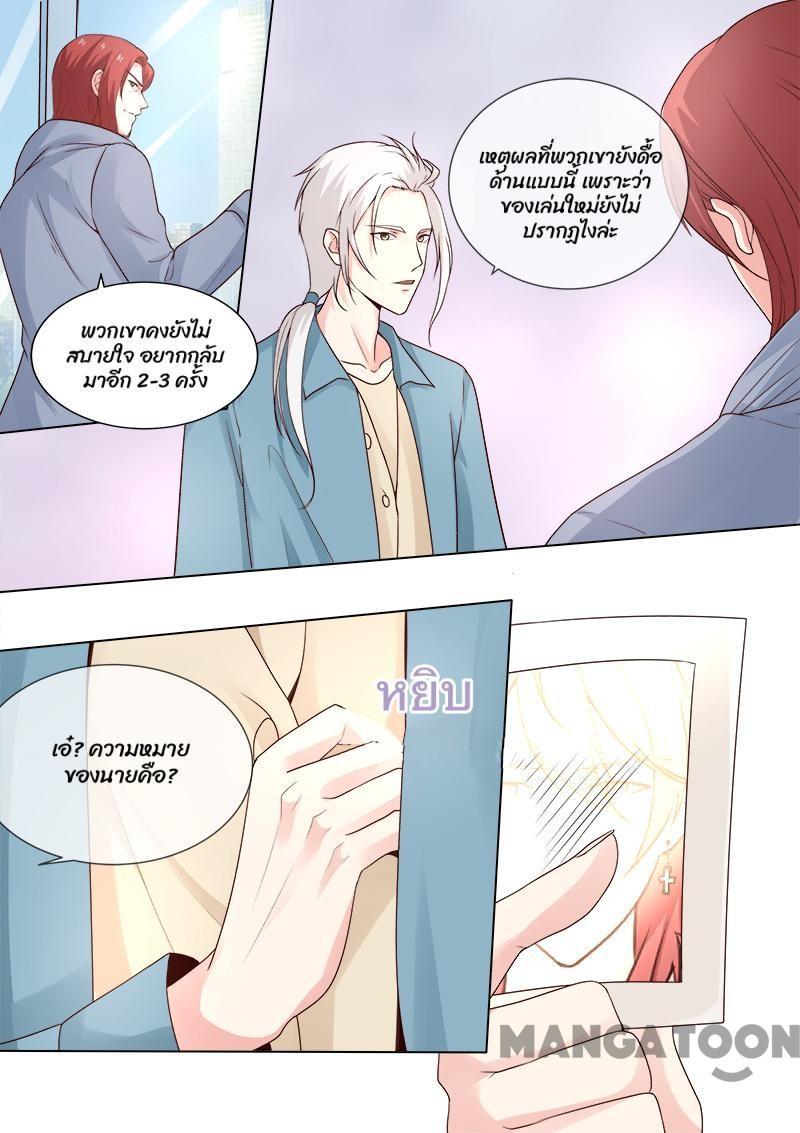 พวกเขาคงยังไม่
สบายใจ อยากกลับ
มาอีก 2-3 ครั้ง
เหตุผลที่พวกเขายังดื้อ
ด้านแบบนี้ เพราะว่า
ของเล่นใหม่ยังไม่
ปรากฏไงล่ะ
หยิบ
เอ๋? ความหมาย
ของนายคือ?
MANGATOON